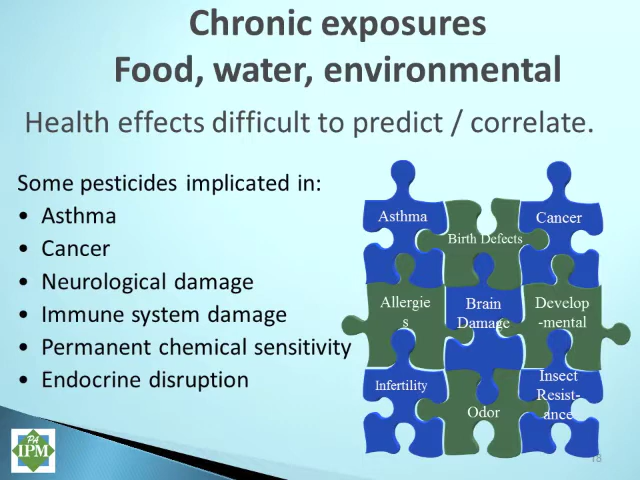 Chronic exposures
Food, water, environmental
Health effects difficult to predict / correlate.
Some pesticides implicated in:
• Asthma
• Cancer
• Neurological damage
• Immune system damage
• Permanent chemical sensitivity
• Endocrine disruption
Asthma
Birth Defects
Cancer
Allergie
s
Brain
Damage
Develop
-mental
Infertility
Odor
Insect
Resist-
ance
PA
IPM
18